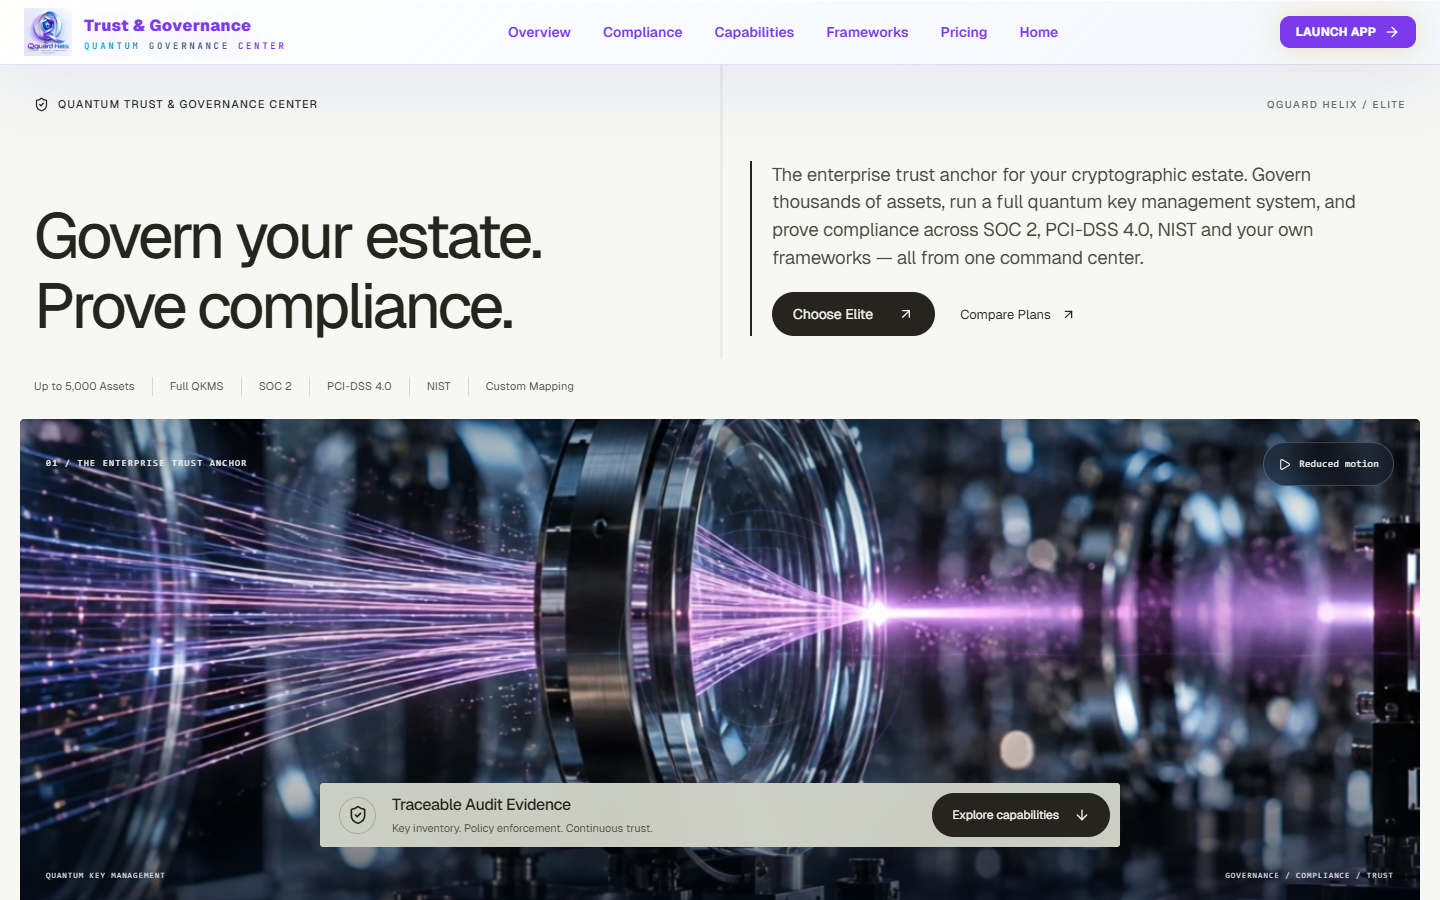 Qguard Helix
Trust & Governance
QUANTUM GOVERNANCE CENTER
Overview
Compliance
Capabilities
Frameworks
Pricing
Home
LAUNCH APP
QUANTUM TRUST & GOVERNANCE CENTER
QGUARD HELIX / ELITE
Govern your estate.
Prove compliance.
The enterprise trust anchor for your cryptographic estate. Govern
thousands of assets, run a full quantum key management system, and
prove compliance across SOC 2, PCI-DSS 4.0, NIST and your own
frameworks — all from one command center.
Choose Elite
Compare Plans
Up to 5,000 Assets
Full QKMS
SOC 2
PCI-DSS 4.0
NIST
Custom Mapping
01 / THE ENTERPRISE TRUST ANCHOR
Reduced motion
Traceable Audit Evidence
Key inventory. Policy enforcement. Continuous trust.
Explore capabilities
QUANTUM KEY MANAGEMENT
GOVERNANCE / COMPLIANCE / TRUST